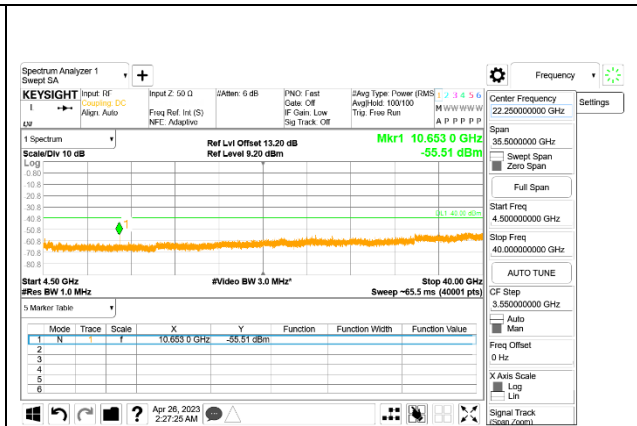 Spectrum Analyzer 1
Swept SA
+
Frequency
KEYSIGHT
Input: RF
Coupling: DC
Align: Auto
Input Z: 50 Ω
Freq Ref: Int (S)
NFE: Adaptive
#Atten: 6 dB
PNO: Fast
Gate: Off
IF Gain: Low
Sig Track: Off
#Avg Type: Power (RMS
Avg|Hold: 100/100
Trig: Free Run
1 2 3 4 5 6
M W W W W W
A P P P P P
1 Spectrum
Scale/Div 10 dB
Log
Ref Lvl Offset 13.20 dB
Ref Level 9.20 dBm
Mkr1 10.653 0 GHz
-55.51 dBm
-0.80
-10.8
-20.8
-30.8
-40.8
-50.8
-60.8
-70.8
-80.8
1
DL1 -40.00 dBm
Start 4.50 GHz
#Res BW 1.0 MHz
#Video BW 3.0 MHz*
Stop 40.00 GHz
Sweep ~65.5 ms (40001 pts)
5 Marker Table
Mode Trace Scale X Y Function Function Width Function Value
1 N 1 f 10.653 0 GHz -55.51 dBm
2
3
4
5
6
Apr 26, 2023
2:27:25 AM
Center Frequency
22.250000000 GHz
Settings
Span
35.5000000 GHz
Swept Span
Zero Span
Full Span
Start Freq
4.500000000 GHz
Stop Freq
40.000000000 GHz
AUTO TUNE
CF Step
3.550000000 GHz
Auto
Man
Freq Offset
0 Hz
X Axis Scale
Log
Lin
Signal Track
(Span Zoom)